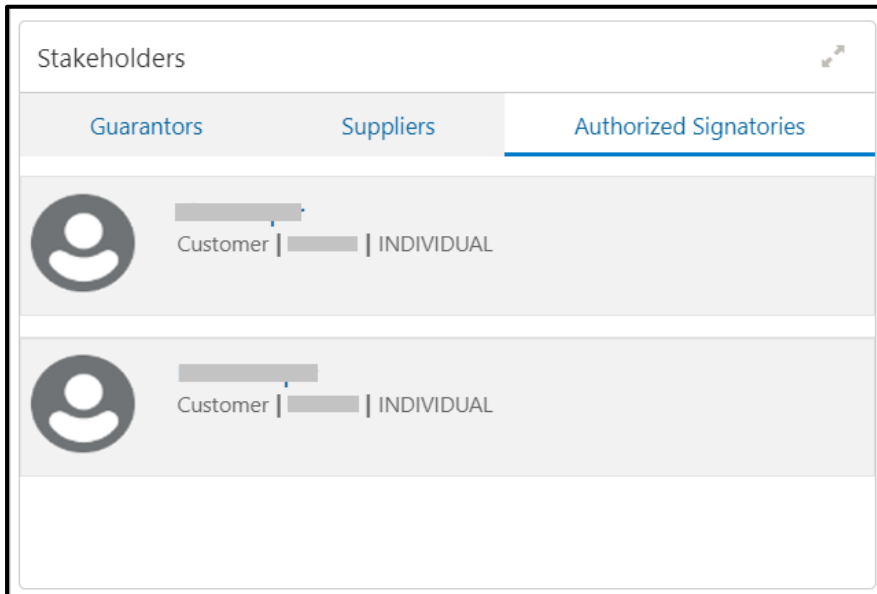 Stakeholders
Guarantors Suppliers Authorized Signatories
Customer | | INDIVIDUAL
Customer | | INDIVIDUAL